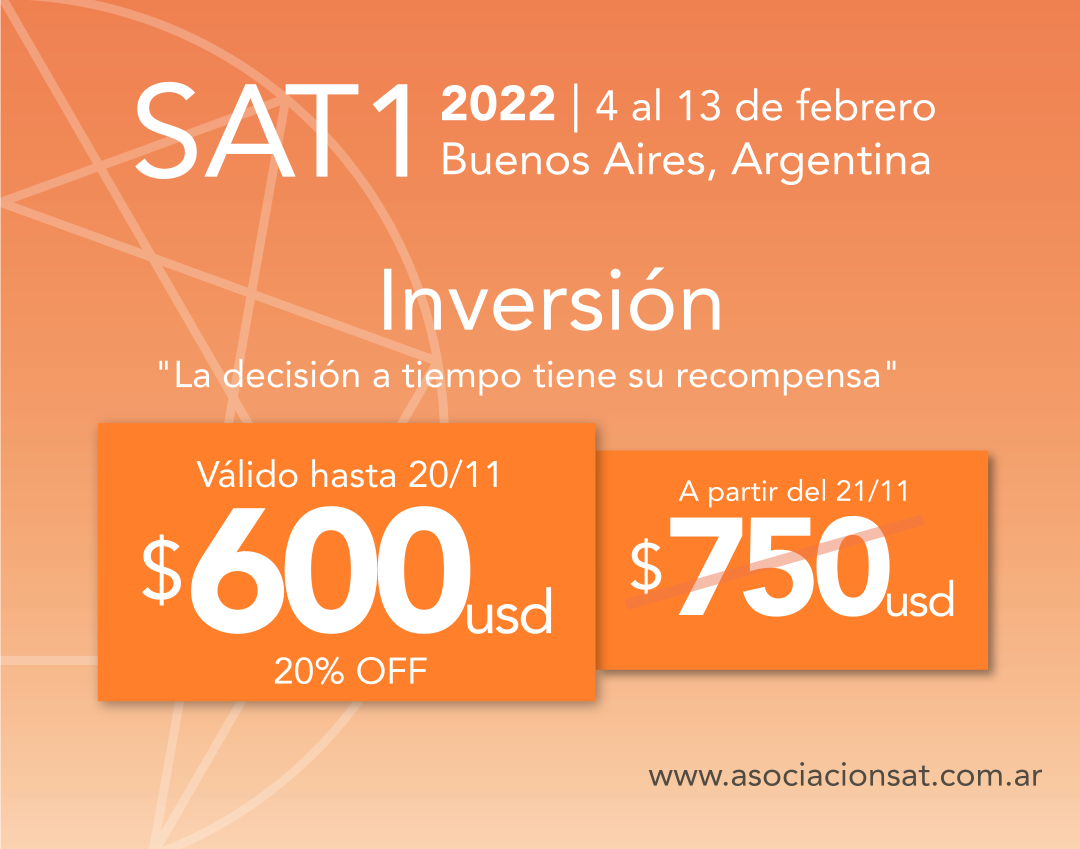 SAT1
2022 | 4 al 13 de febrero
Buenos Aires, Argentina
Inversión
"La decisión a tiempo tiene su recompensa"
Válido hasta 20/11
$600usd
20% OFF
A partir del 21/11
$750usd
www.asociacionsat.com.ar